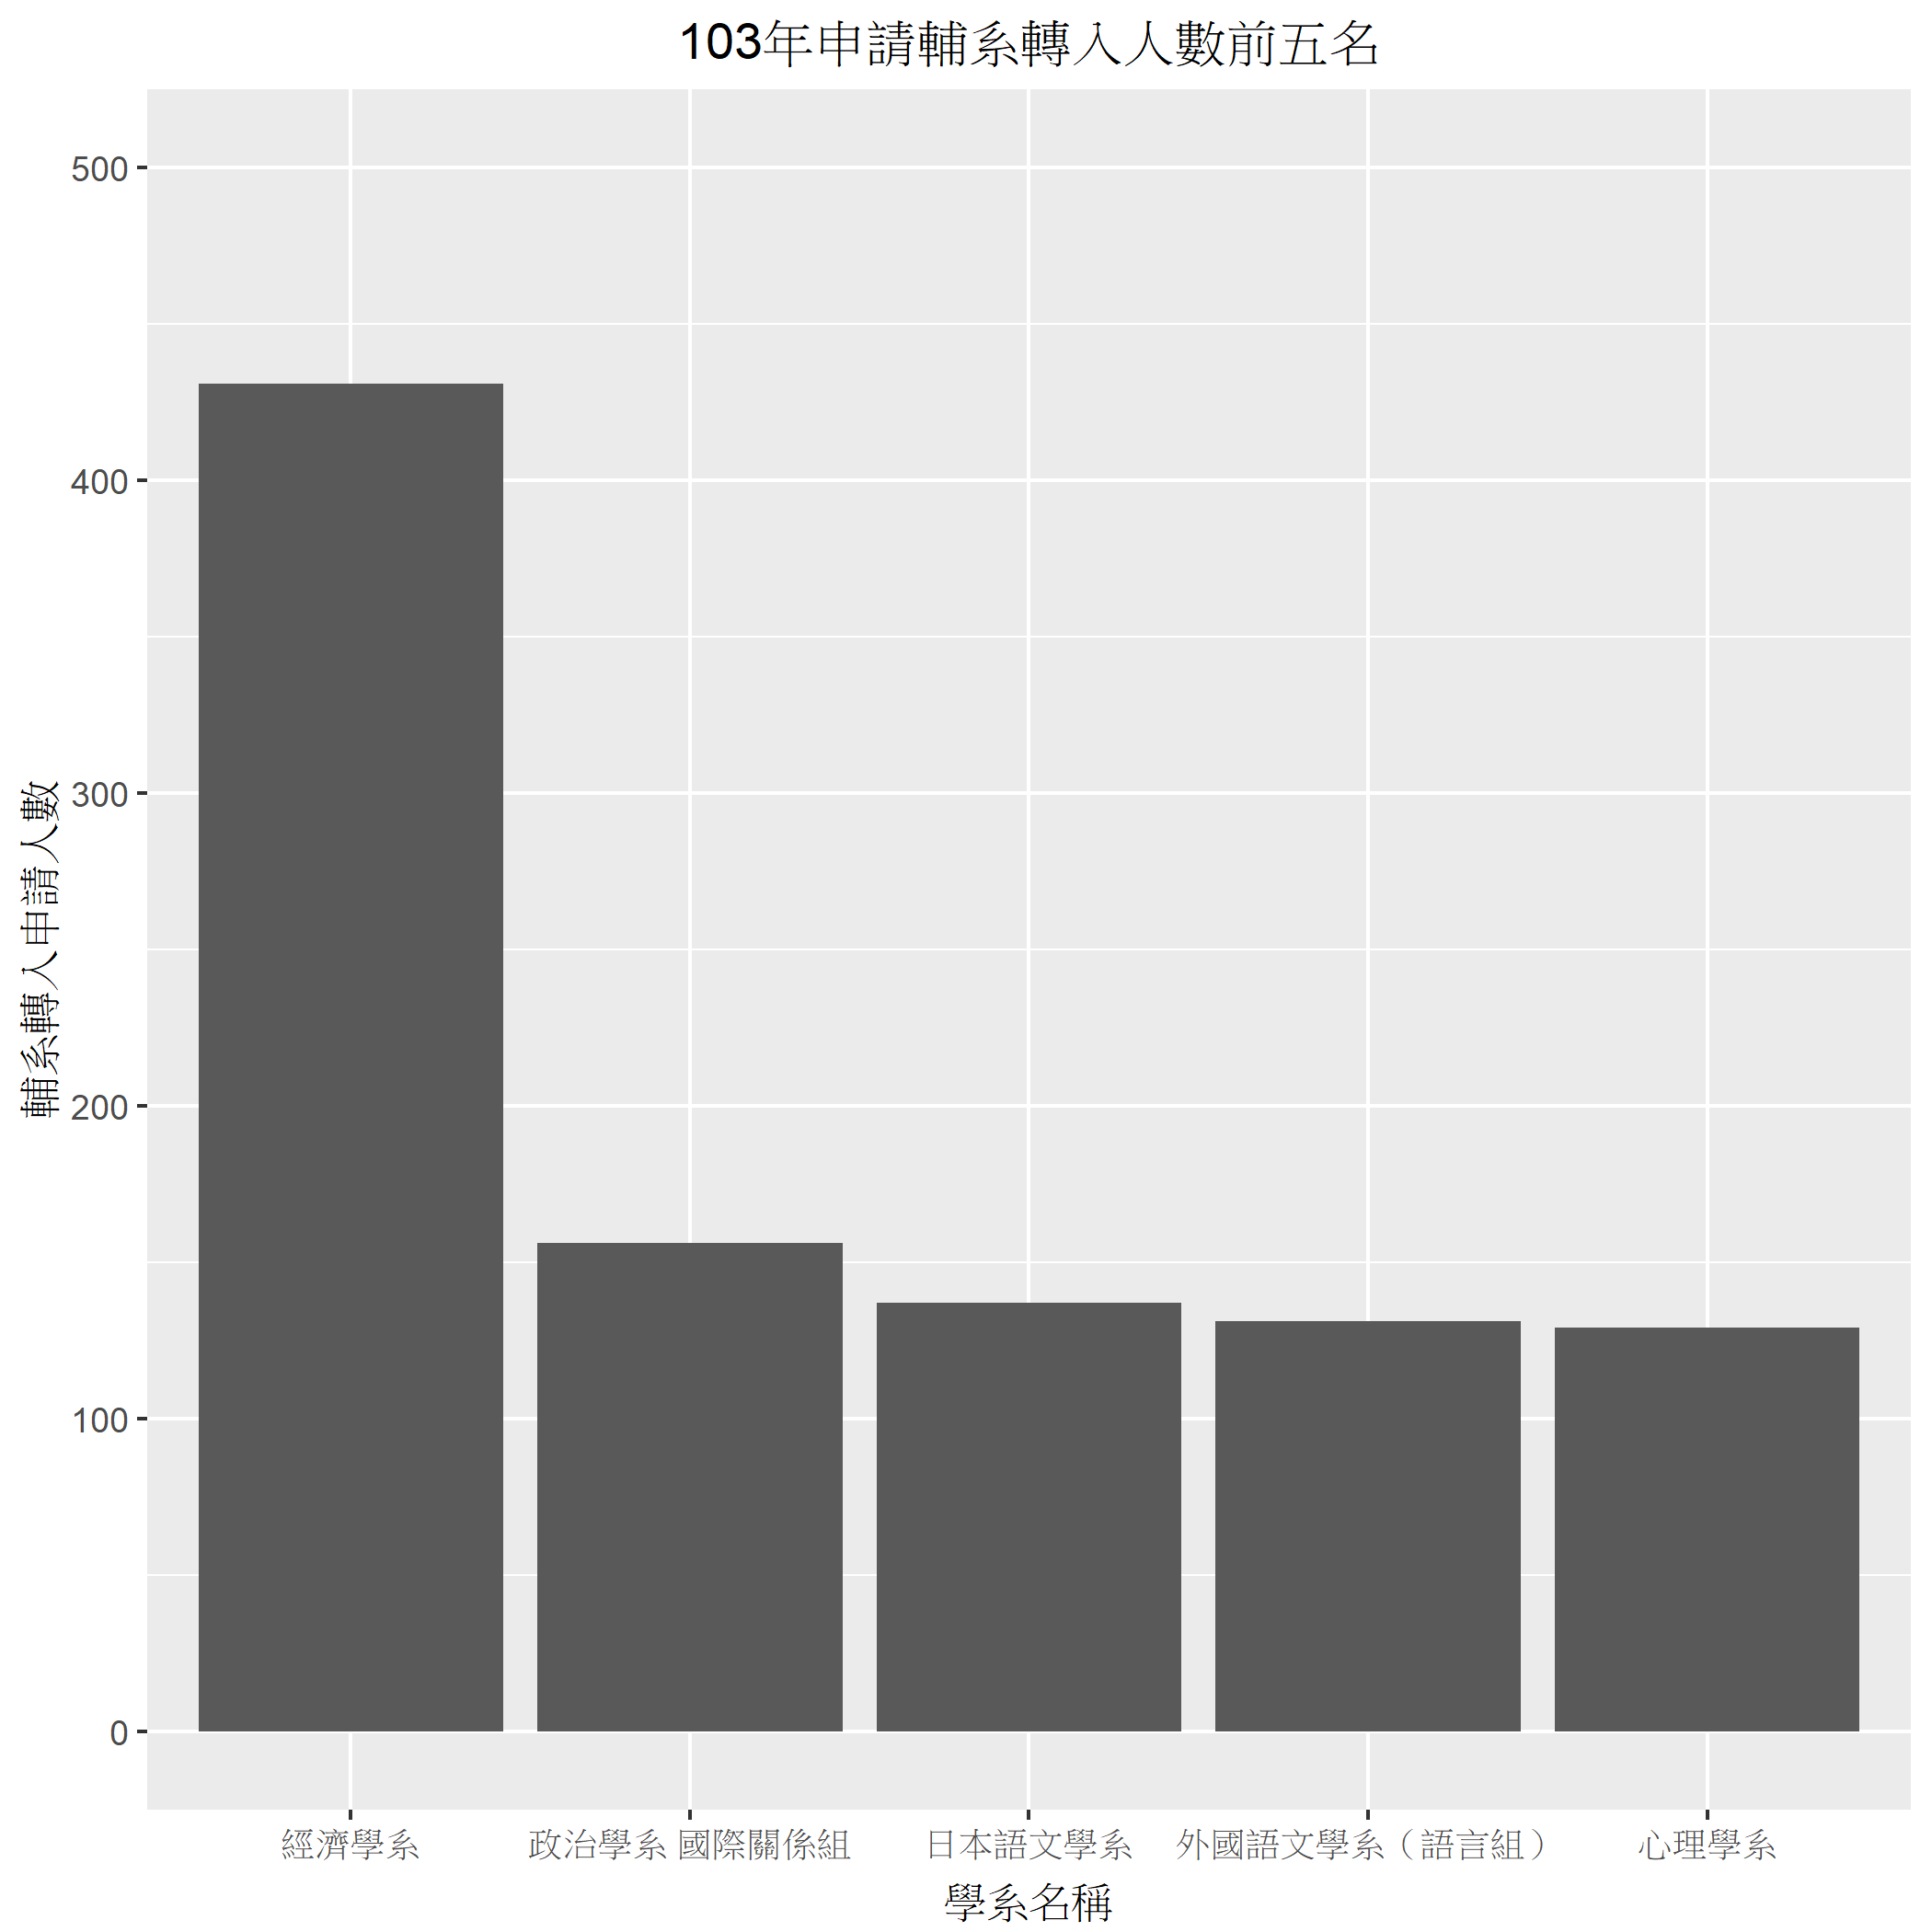 103年申請輔系轉入人數前五名
輔系轉入申請人數
500
400
300
200
100
0
經濟學系
政治學系 國際關係組
日本語文學系
外國語文學系（語言組）
心理學系
學系名稱